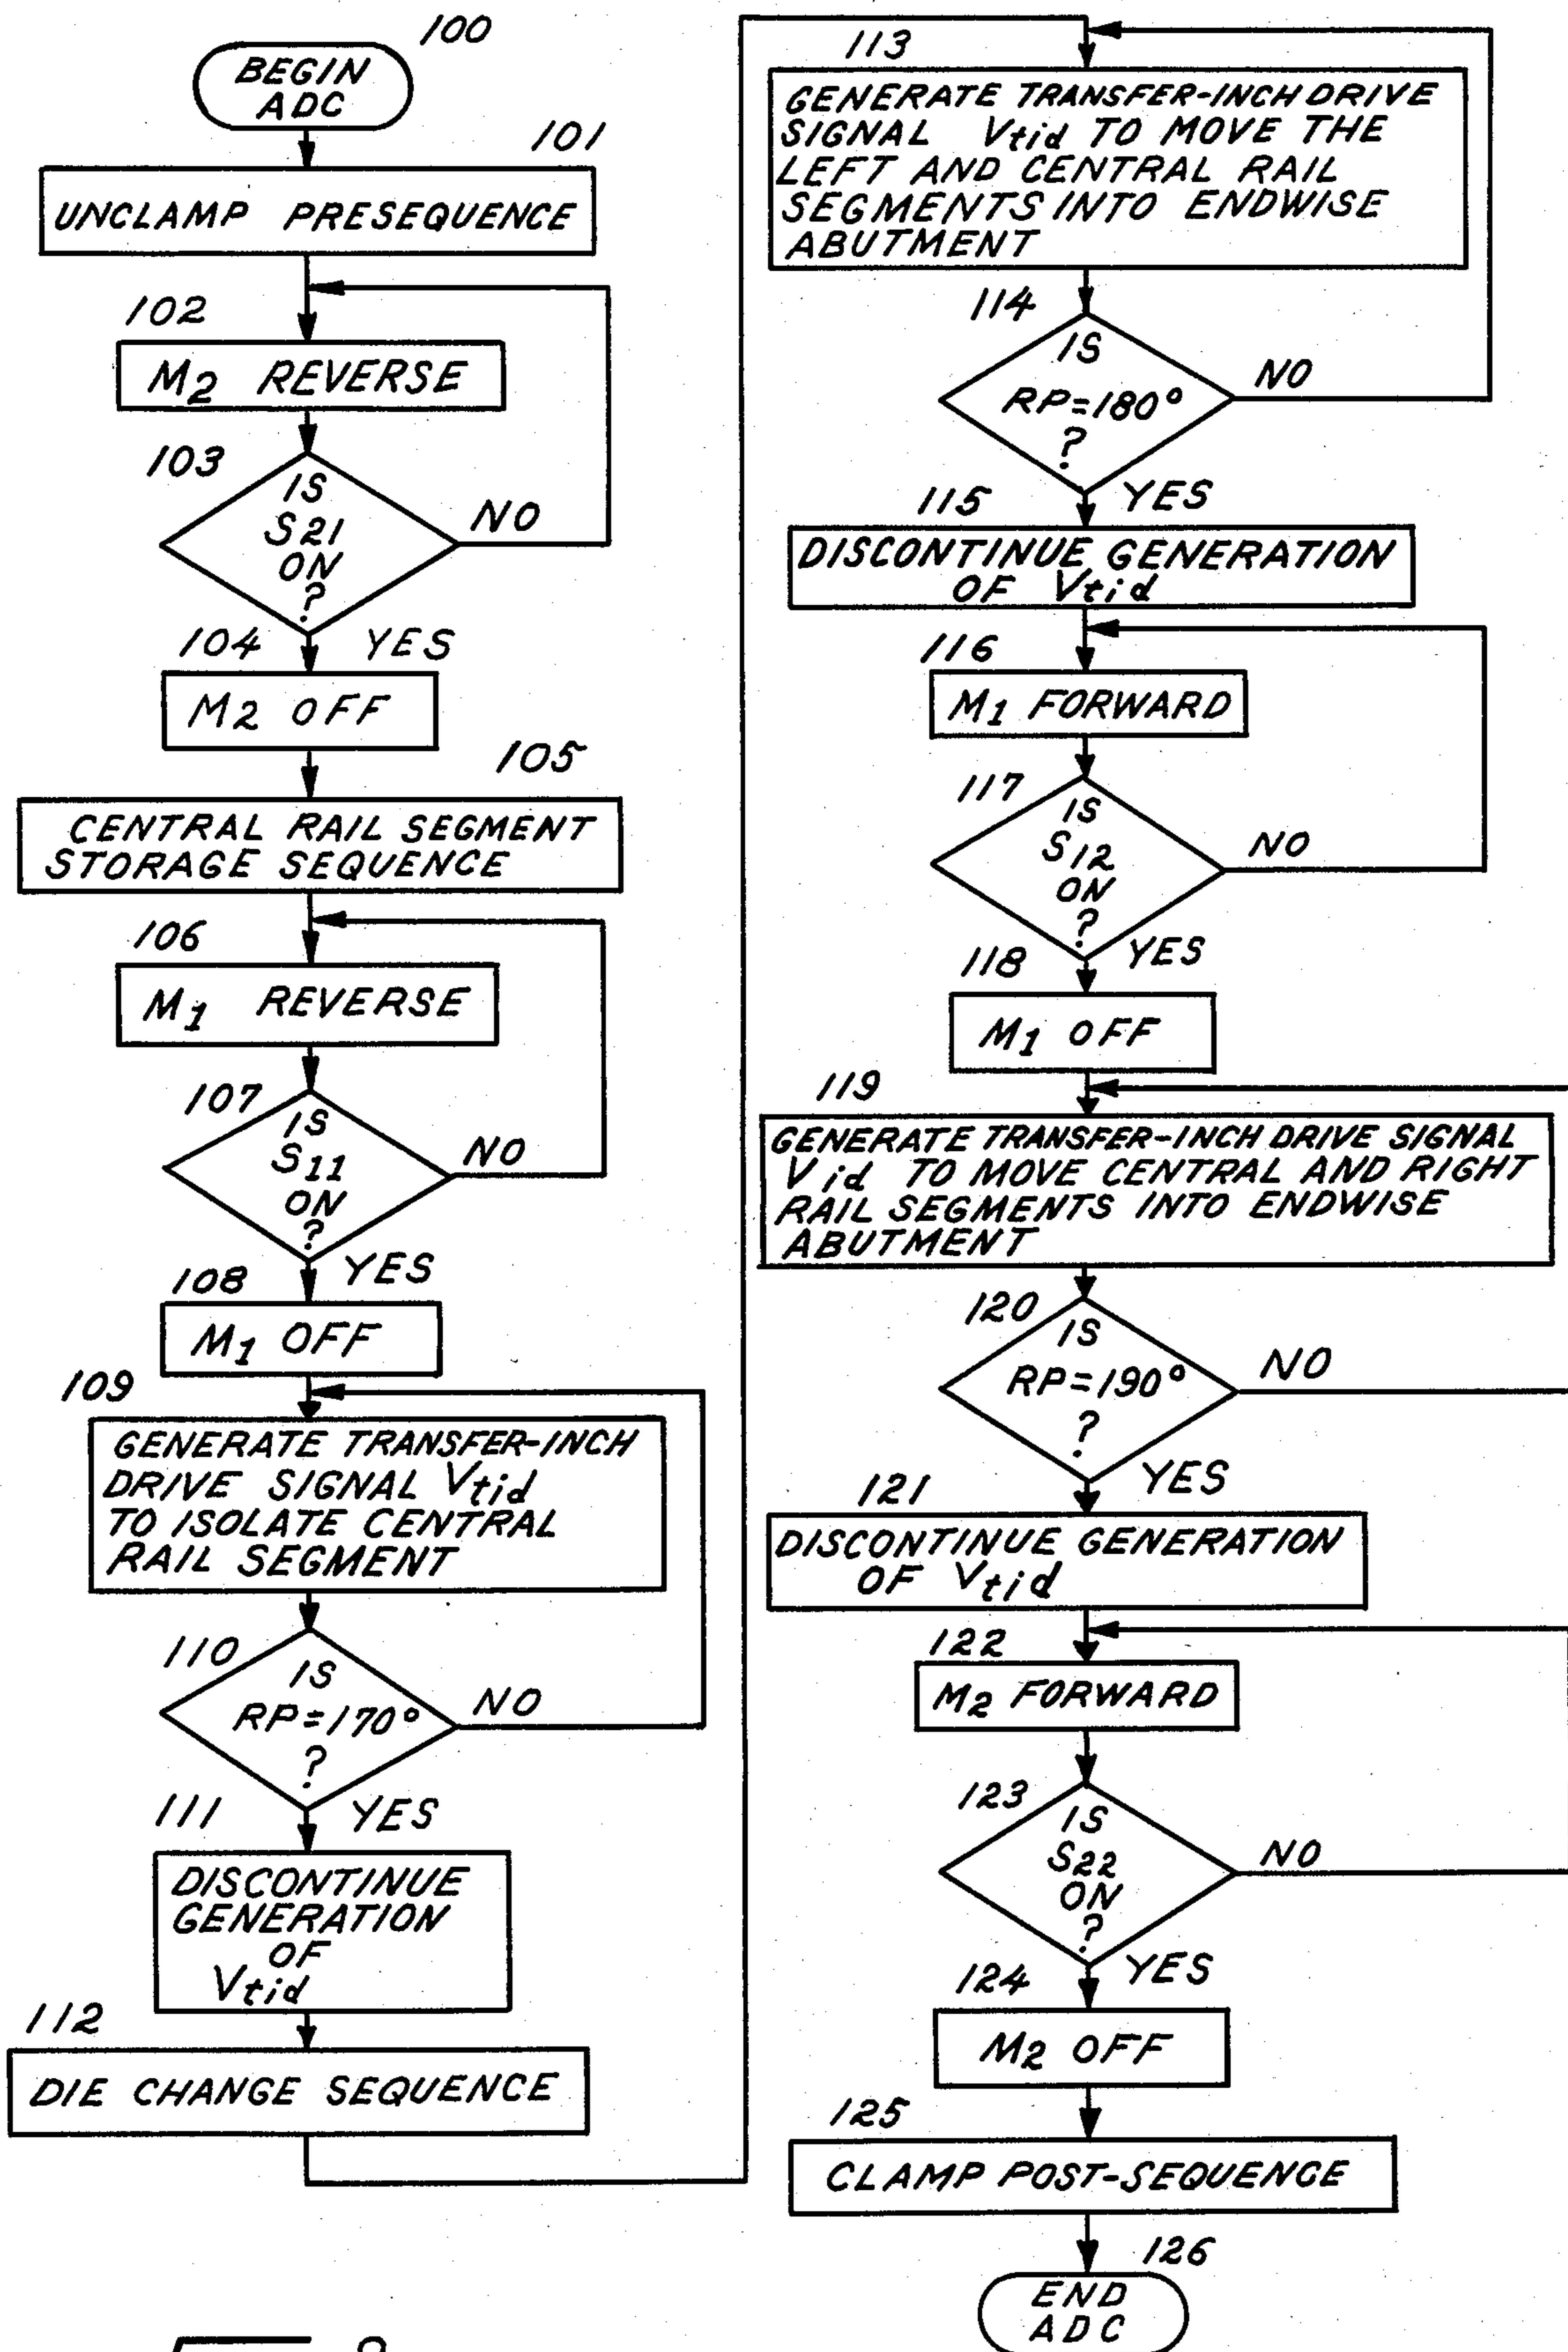 100
BEGIN
ADC
101
UNCLAMP PRESEQUENCE
102
M2 REVERSE
103
IS
S21
ON
?
NO
YES
104
M2 OFF
105
CENTRAL RAIL SEGMENT
STORAGE SEQUENCE
106
M1 REVERSE
107
IS
S11
ON
?
NO
YES
108
M1 OFF
109
GENERATE TRANSFER-INCH
DRIVE SIGNAL Vtid
TO ISOLATE CENTRAL
RAIL SEGMENT
110
IS
RP=170°
?
NO
YES
111
DISCONTINUE
GENERATION
OF
Vtid
112
DIE CHANGE SEQUENCE
113
GENERATE TRANSFER-INCH DRIVE
SIGNAL Vtid TO MOVE THE
LEFT AND CENTRAL RAIL
SEGMENTS INTO ENDWISE
ABUTMENT
114
IS
RP=180°
?
NO
YES
115
DISCONTINUE GENERATION
OF Vtid
116
M1 FORWARD
117
IS
S12
ON
?
NO
YES
118
M1 OFF
119
GENERATE TRANSFER-INCH DRIVE SIGNAL
Vid TO MOVE CENTRAL AND RIGHT
RAIL SEGMENTS INTO ENDWISE
ABUTMENT
120
IS
RP=190°
?
NO
YES
121
DISCONTINUE GENERATION
OF Vtid
122
M2 FORWARD
123
IS
S22
ON
?
NO
YES
124
M2 OFF
125
CLAMP POST-SEQUENCE
126
END
ADC